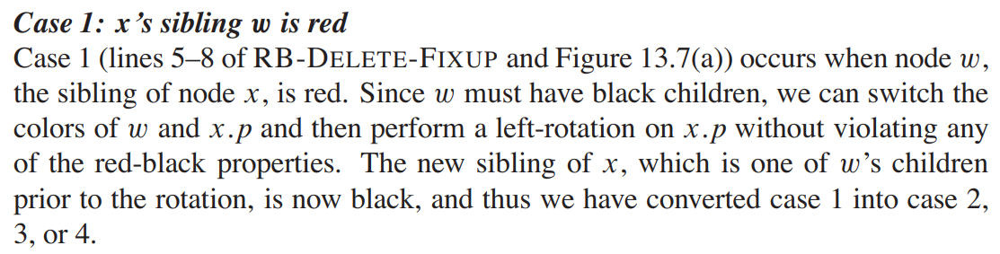 Case 1: x’s sibling w is red
Case 1 (lines 5–8 of RB-DELETE-FIXUP and Figure 13.7(a)) occurs when node w,
the sibling of node x, is red. Since w must have black children, we can switch the
colors of w and x.p and then perform a left-rotation on x.p without violating any
of the red-black properties. The new sibling of x, which is one of w’s children
prior to the rotation, is now black, and thus we have converted case 1 into case 2,
3, or 4.